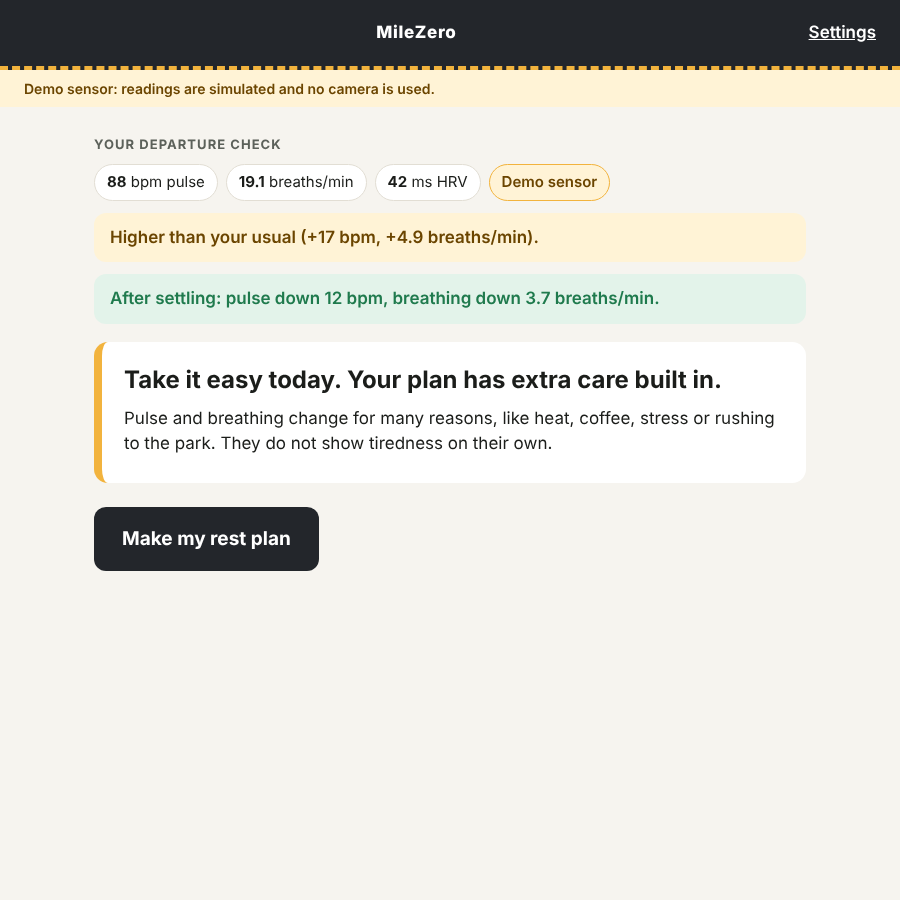 MileZero
Settings
Demo sensor: readings are simulated and no camera is used.
YOUR DEPARTURE CHECK
88 bpm pulse
19.1 breaths/min
42 ms HRV
Demo sensor
Higher than your usual (+17 bpm, +4.9 breaths/min).
After settling: pulse down 12 bpm, breathing down 3.7 breaths/min.
Take it easy today. Your plan has extra care built in.
Pulse and breathing change for many reasons, like heat, coffee, stress or rushing
to the park. They do not show tiredness on their own.
Make my rest plan